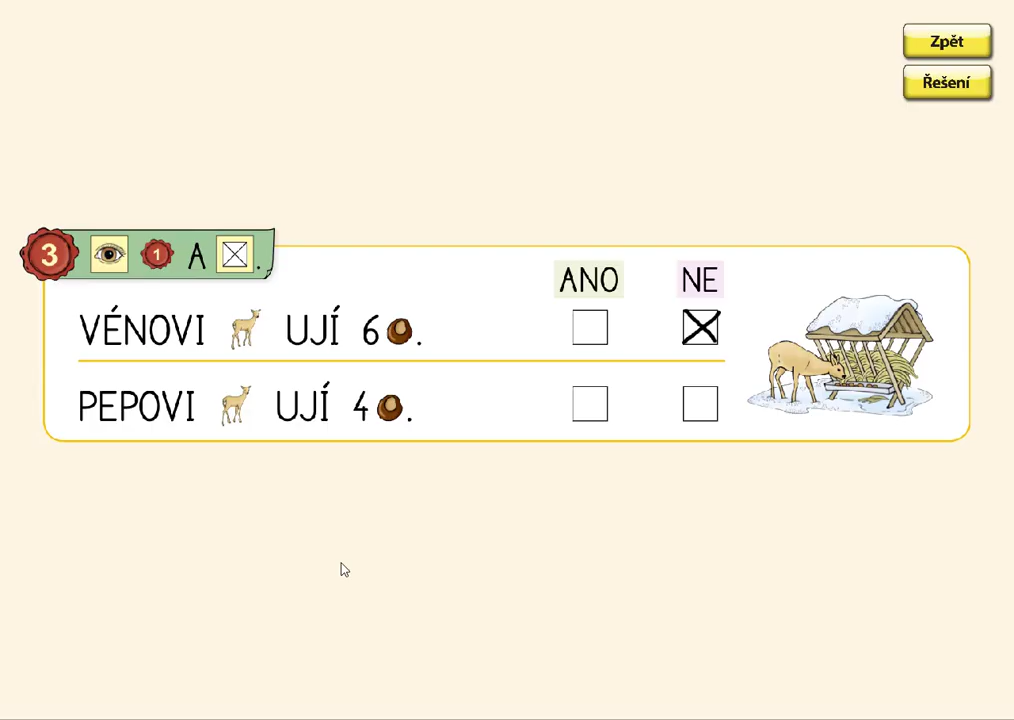 Zpět
Řešení
3 1 A .
ANO NE
VÉNOVI UJÍ 6 .
PEPOVI UJÍ 4 .